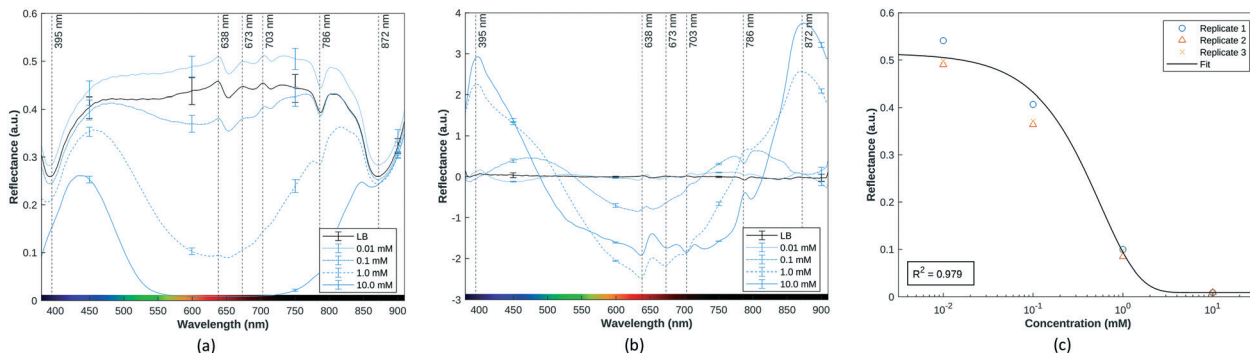 395 nm
638 nm
673 nm
703 nm
786 nm
872 nm
0.6
0.5
0.4
0.3
0.2
0.1
0
Reflectance (a.u.)
LB
0.01 mM
0.1 mM
1.0 mM
10.0 mM
400 450 500 550 600 650 700 750 800 850 900
Wavelength (nm)
(a)
395 nm
638 nm
673 nm
703 nm
786 nm
872 nm
4
3
2
1
0
-1
-2
-3
Reflectance (a.u.)
LB
0.01 mM
0.1 mM
1.0 mM
10.0 mM
400 450 500 550 600 650 700 750 800 850 900
Wavelength (nm)
(b)
0.6
0.5
0.4
0.3
0.2
0.1
0
Reflectance (a.u.)
Replicate 1
Replicate 2
Replicate 3
Fit
R² = 0.979
10⁻² 10⁻¹ 10⁰ 10¹
Concentration (mM)
(c)